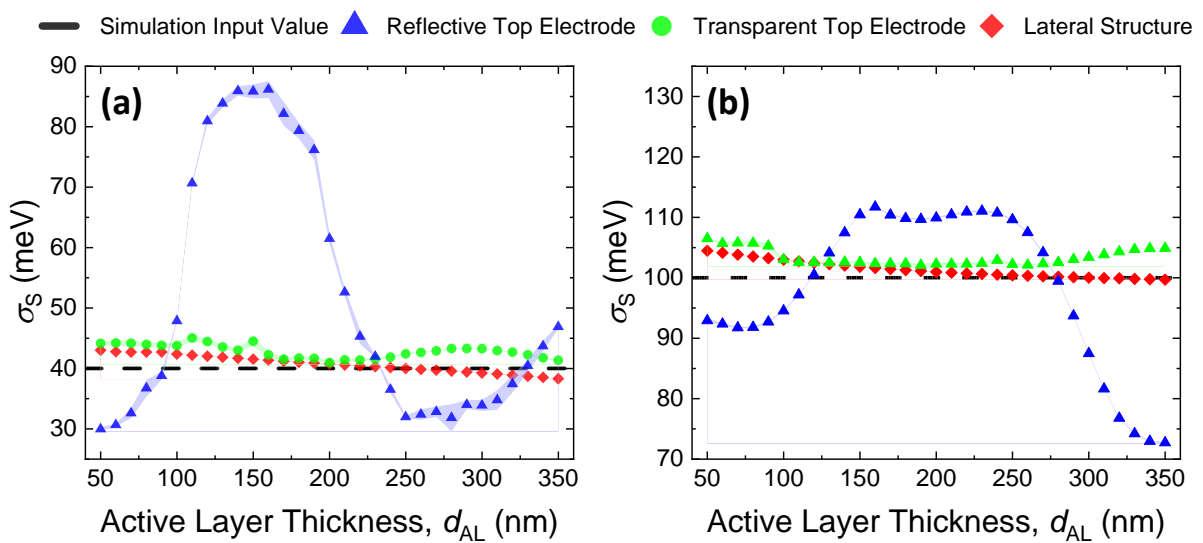 Simulation Input Value Reflective Top Electrode Transparent Top Electrode Lateral Structure
(a)
90
80
70
60
50
40
30
σS (meV)
50 100 150 200 250 300 350
Active Layer Thickness, dAL (nm)
(b)
130
120
110
100
90
80
70
σS (meV)
50 100 150 200 250 300 350
Active Layer Thickness, dAL (nm)